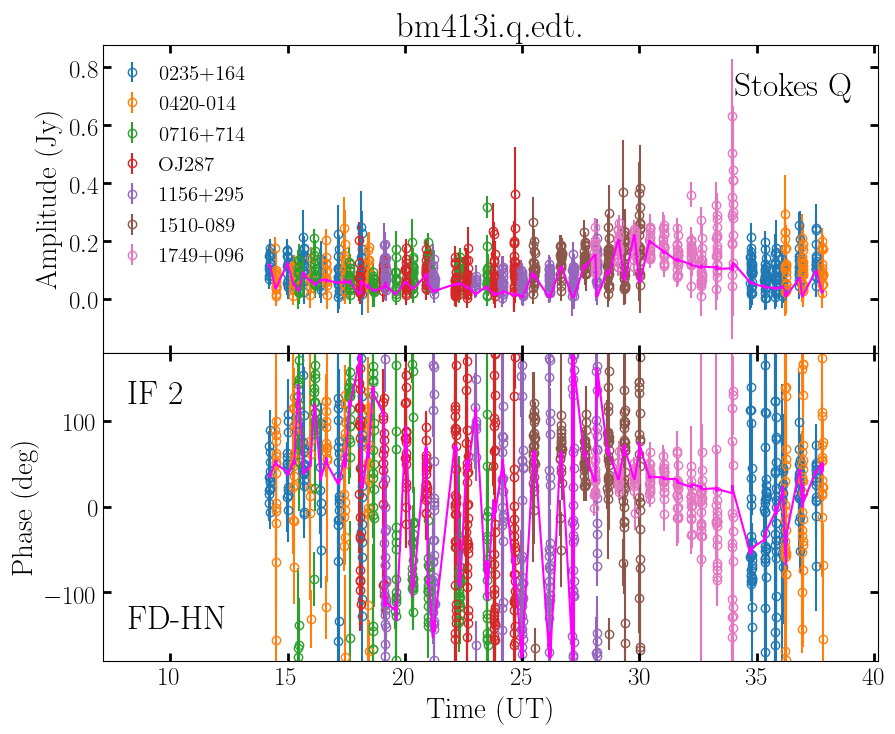 bm413i.q.edt.
Stokes Q
0235+164
0420-014
0716+714
OJ287
1156+295
1510-089
1749+096
Amplitude (Jy)
0.8
0.6
0.4
0.2
0.0
IF 2
FD-HN
Phase (deg)
100
0
−100
10 15 20 25 30 35 40
Time (UT)